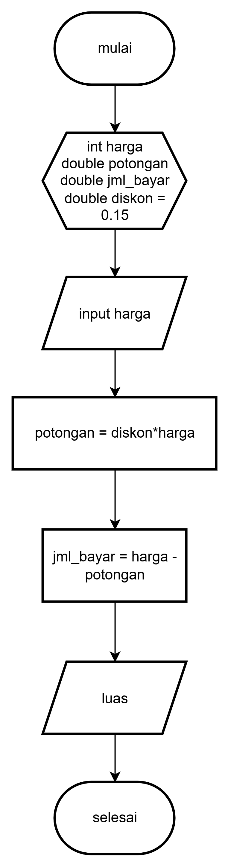 mulai
int harga
double potongan
double jml_bayar
double diskon =
0.15
input harga
potongan = diskon*harga
jml_bayar = harga -
potongan
luas
selesai